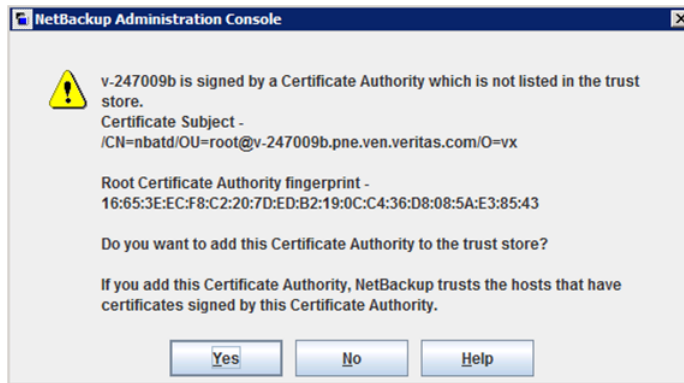 NetBackup Administration Console
v-247009b is signed by a Certificate Authority which is not listed in the trust
store.
Certificate Subject -
/CN=nbatd/OU=root@v-247009b.pne.ven.veritas.com/O=vx
Root Certificate Authority fingerprint -
16:65:3E:EC:F8:C2:20:7D:ED:B2:19:0C:C4:36:D8:08:5A:E3:85:43
Do you want to add this Certificate Authority to the trust store?
If you add this Certificate Authority, NetBackup trusts the hosts that have
certificates signed by this Certificate Authority.
Yes No Help